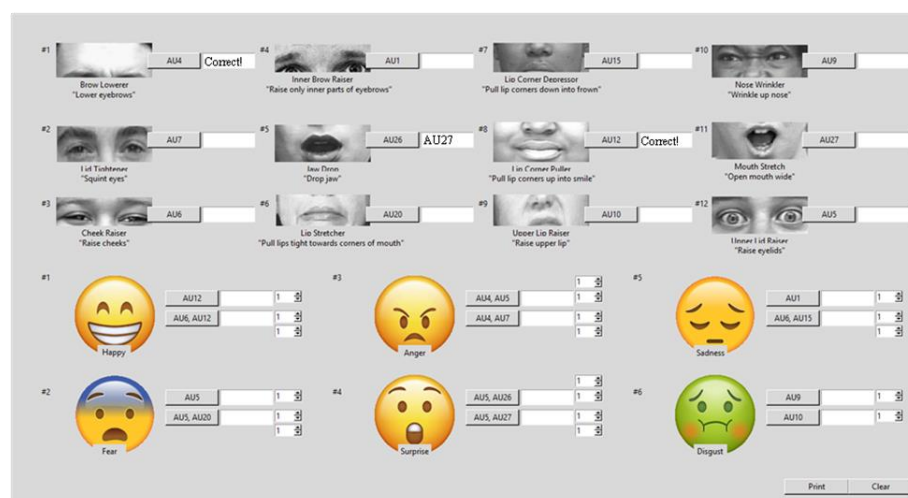 #1 AU4 Correct!
Brow Lowerer
"Lower eyebrows"
#4 AU1
Inner Brow Raiser
"Raise only inner parts of eyebrows"
#7 AU15
Lip Corner Depressor
"Pull lip corners down into frown"
#10 AU9
Nose Wrinkler
"Wrinkle up nose"
#2 AU7
Lid Tightener
"Squint eyes"
#5 AU26 AU27
Jaw Drop
"Drop jaw"
#8 AU12 Correct!
Lip Corner Puller
"Pull lip corners up into smile"
#11 AU27
Mouth Stretch
"Open mouth wide"
#3 AU6
Cheek Raiser
"Raise cheeks"
#6 AU20
Lip Stretcher
"Pull lips tight towards corners of mouth"
#9 AU10
Upper Lip Raiser
"Raise upper lip"
#12 AU5
Upper Lid Raiser
"Raise eyelids"
#1
AU12 1
AU6, AU12 1
1
Happy
#3
1
AU4, AU5 1
AU4, AU7 1
1
Anger
#5
AU1 1
AU6, AU15 1
1
Sadness
#2
AU5 1
AU5, AU20 1
1
Fear
#4
1
AU5, AU26 1
AU5, AU27 1
Surprise
#6
AU9 1
AU10 1
Disgust
Print Clear